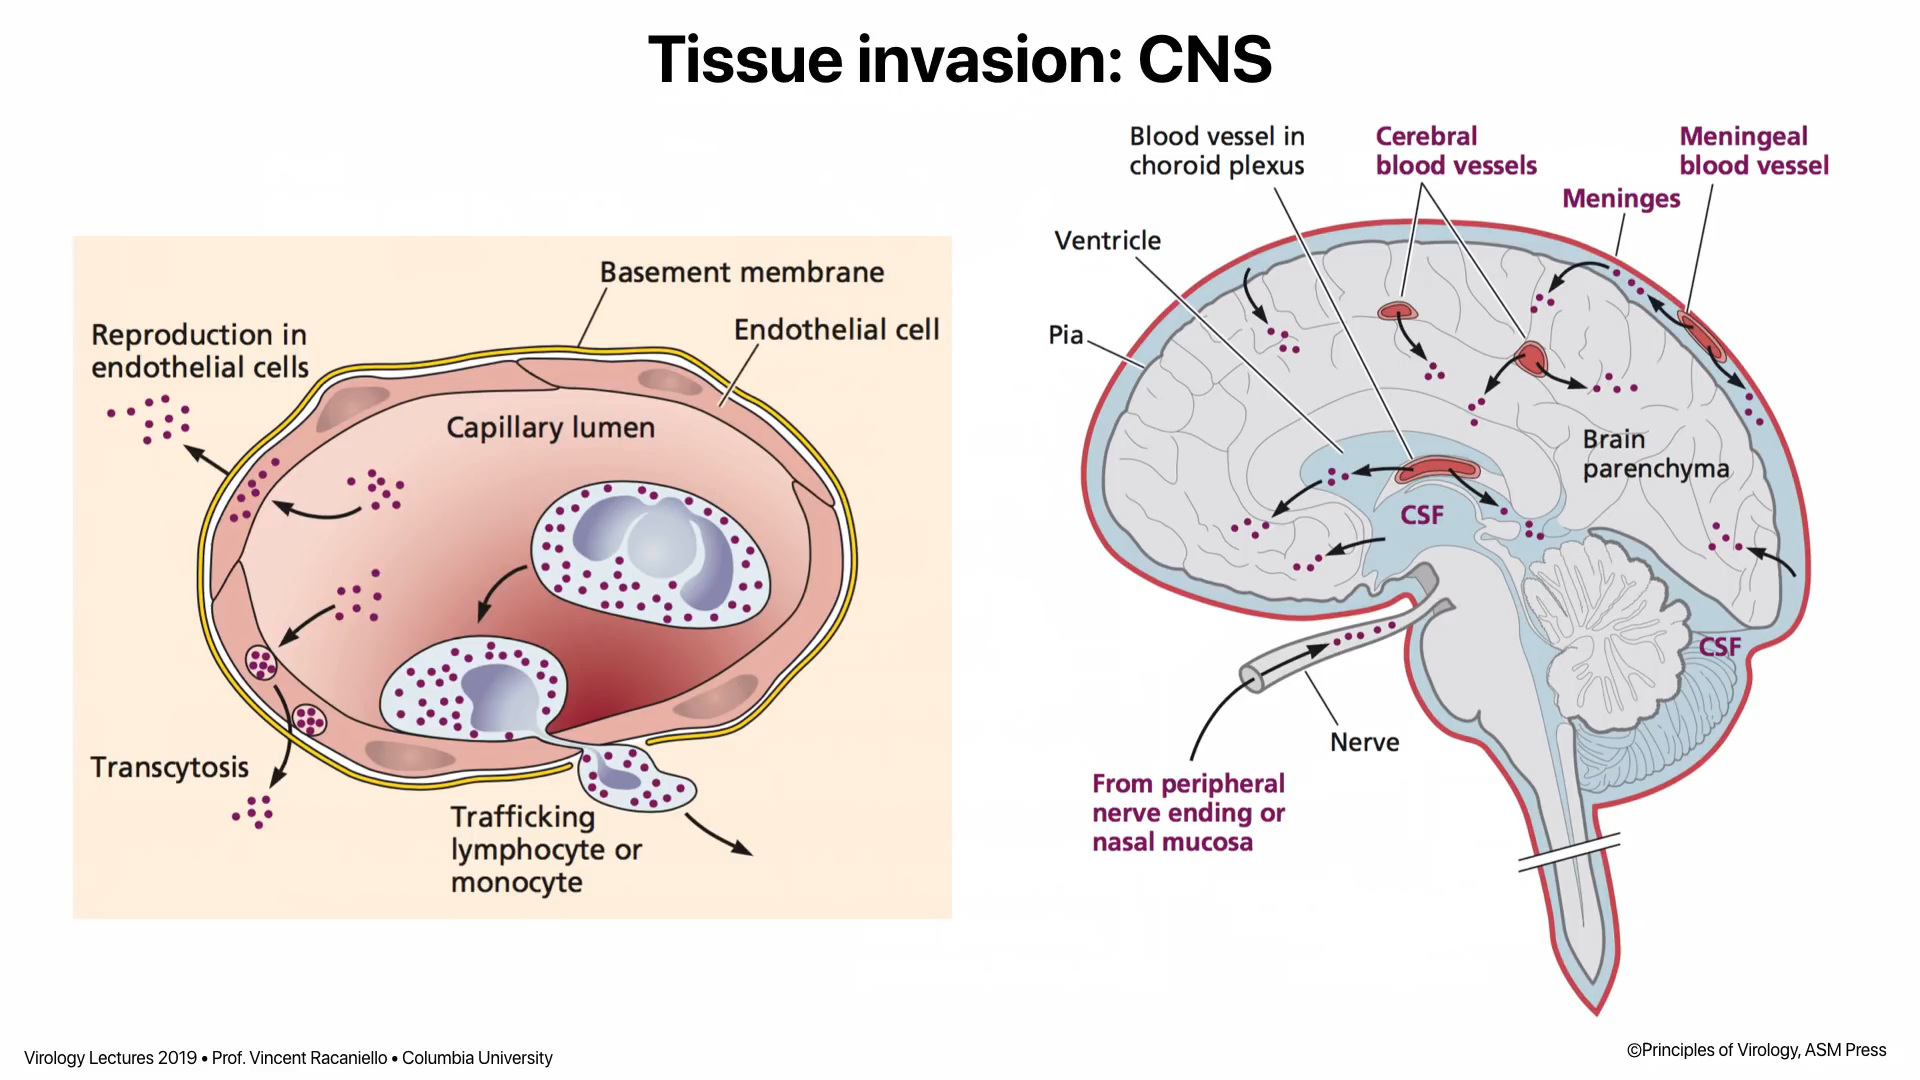 Tissue invasion: CNS
Basement membrane
Endothelial cell
Reproduction in
endothelial cells
Capillary lumen
Transcytosis
Trafficking
lymphocyte or
monocyte
Blood vessel in
choroid plexus
Cerebral
blood vessels
Meningeal
blood vessel
Meninges
Ventricle
Pia
Brain
parenchyma
CSF
CSF
Nerve
From peripheral
nerve ending or
nasal mucosa
Virology Lectures 2019 • Prof. Vincent Racaniello • Columbia University
©Principles of Virology, ASM Press